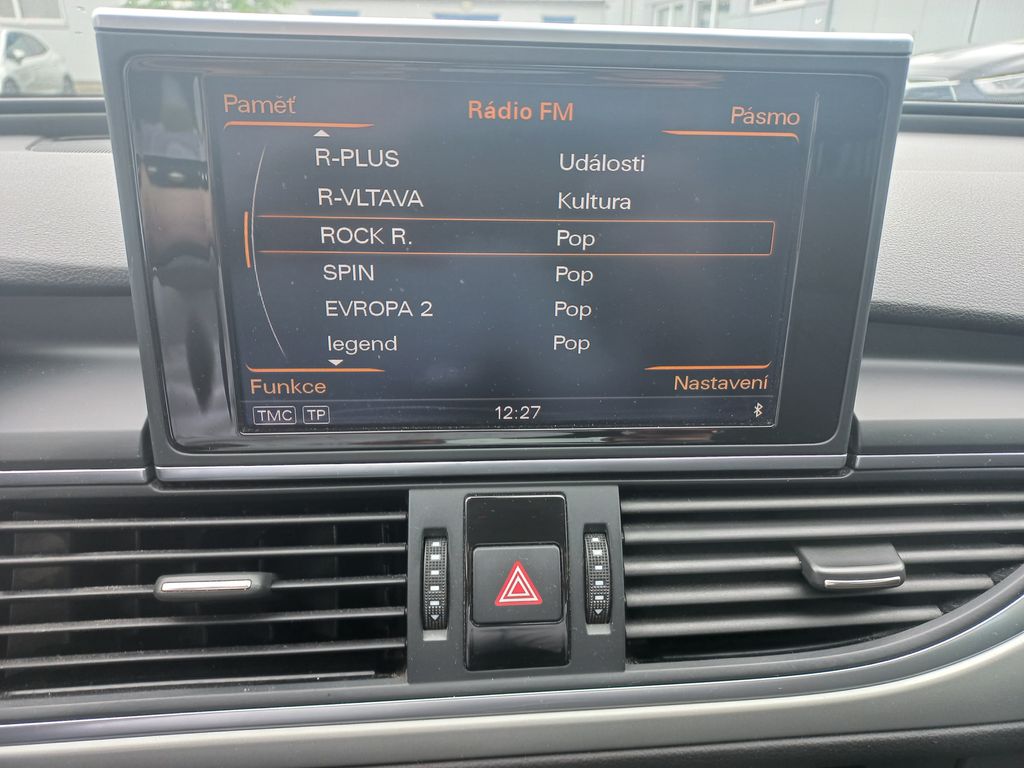 Paměť Rádio FM Pásmo
R-PLUS Události
R-VLTAVA Kultura
ROCK R. Pop
SPIN Pop
EVROPA 2 Pop
legend Pop
Funkce Nastavení
TMC TP 12:27